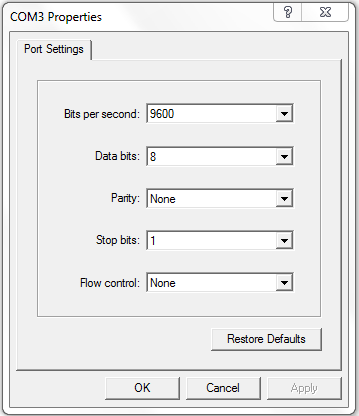 COM3 Properties
?
Port Settings
Bits per second: 9600
Data bits: 8
Parity: None
Stop bits: 1
Flow control: None
Restore Defaults
OK Cancel Apply